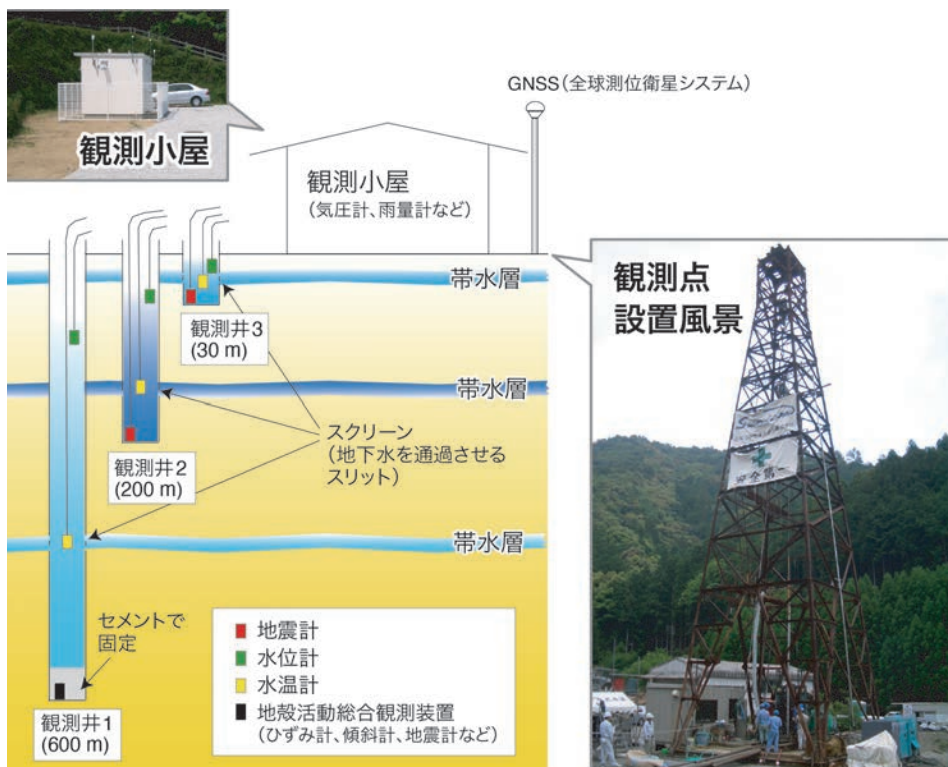 観測小屋
GNSS(全球測位衛星システム)
観測小屋
(気圧計、雨量計など)
帯水層
観測井3
(30 m)
帯水層
観測井2
(200 m)
スクリーン
(地下水を通過させる
スリット)
帯水層
セメントで
固定
観測井1
(600 m)
地震計
水位計
水温計
地殻活動総合観測装置
(ひずみ計、傾斜計、地震計など)
観測点
設置風景